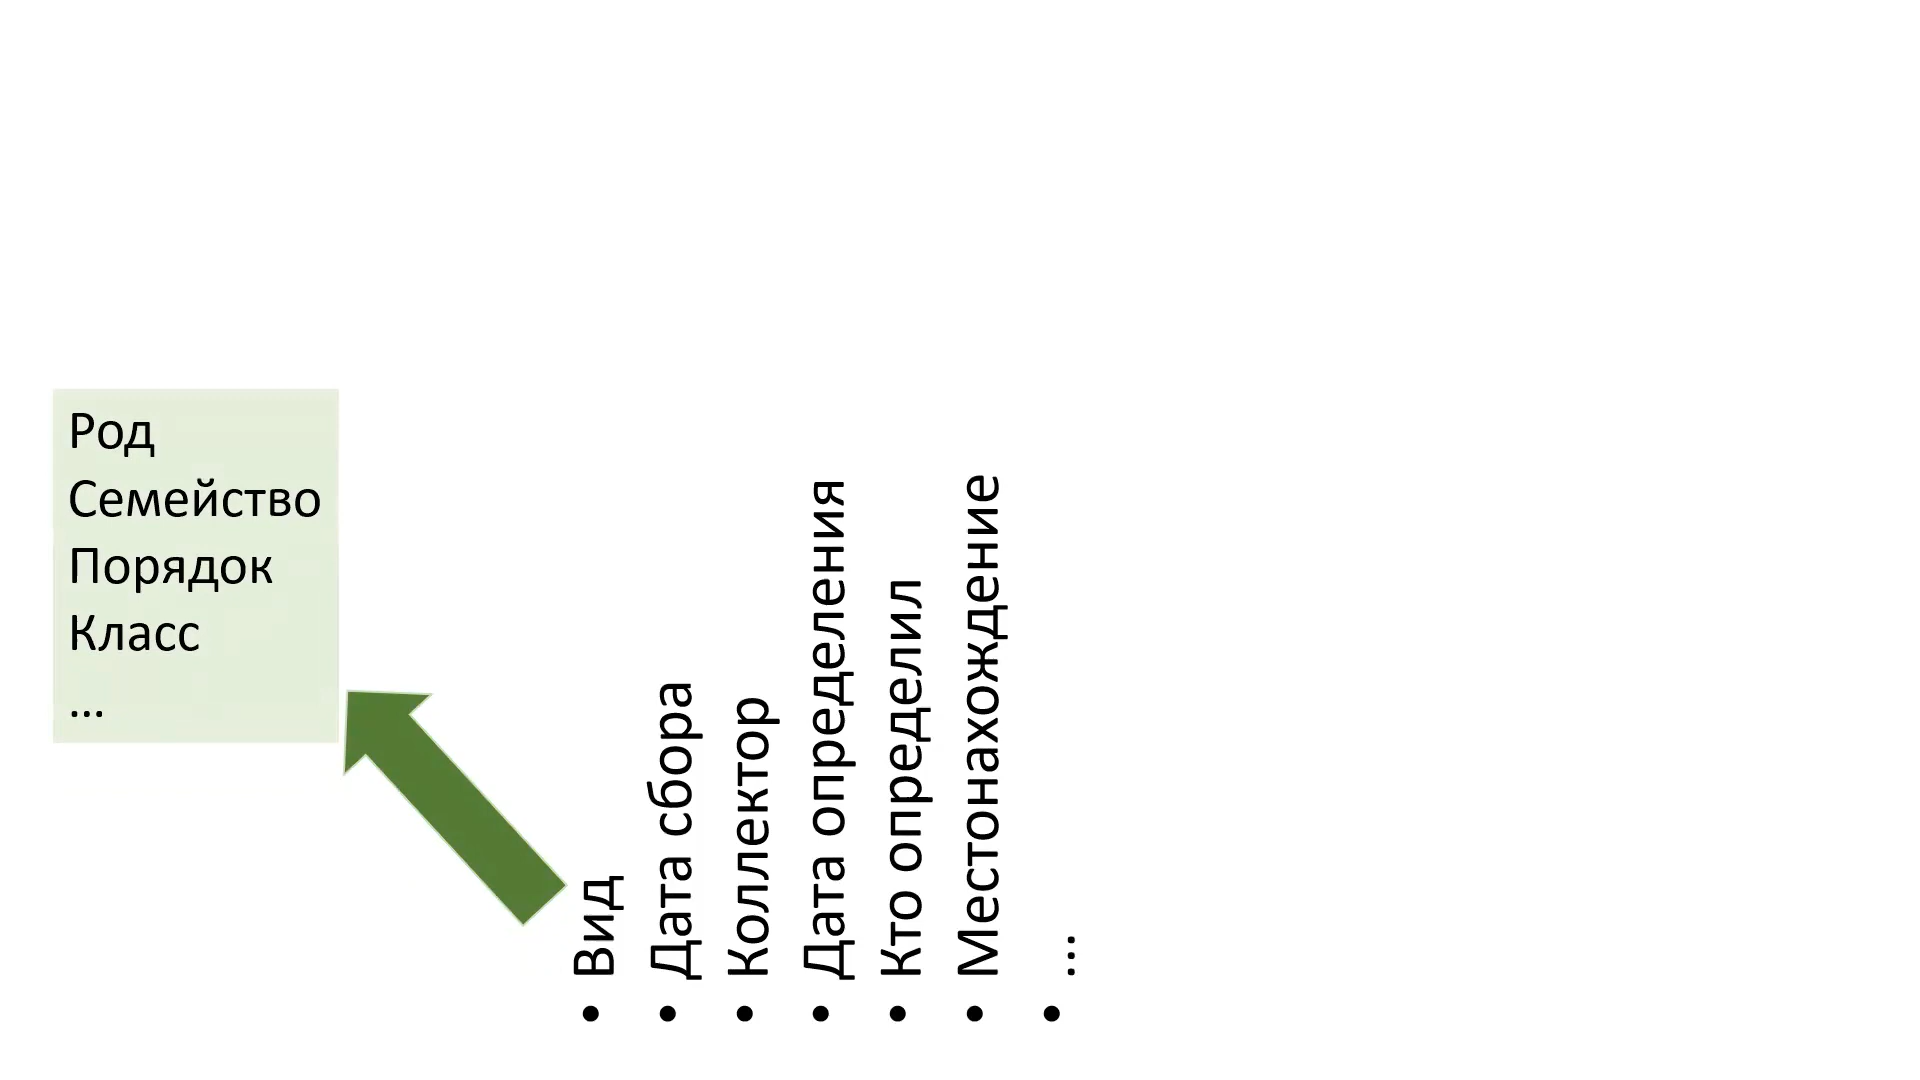 Род
Семейство
Порядок
Класс
...
• Вид
• Дата сбора
• Коллектор
• Дата определения
• Кто определил
• Местонахождение
• ...